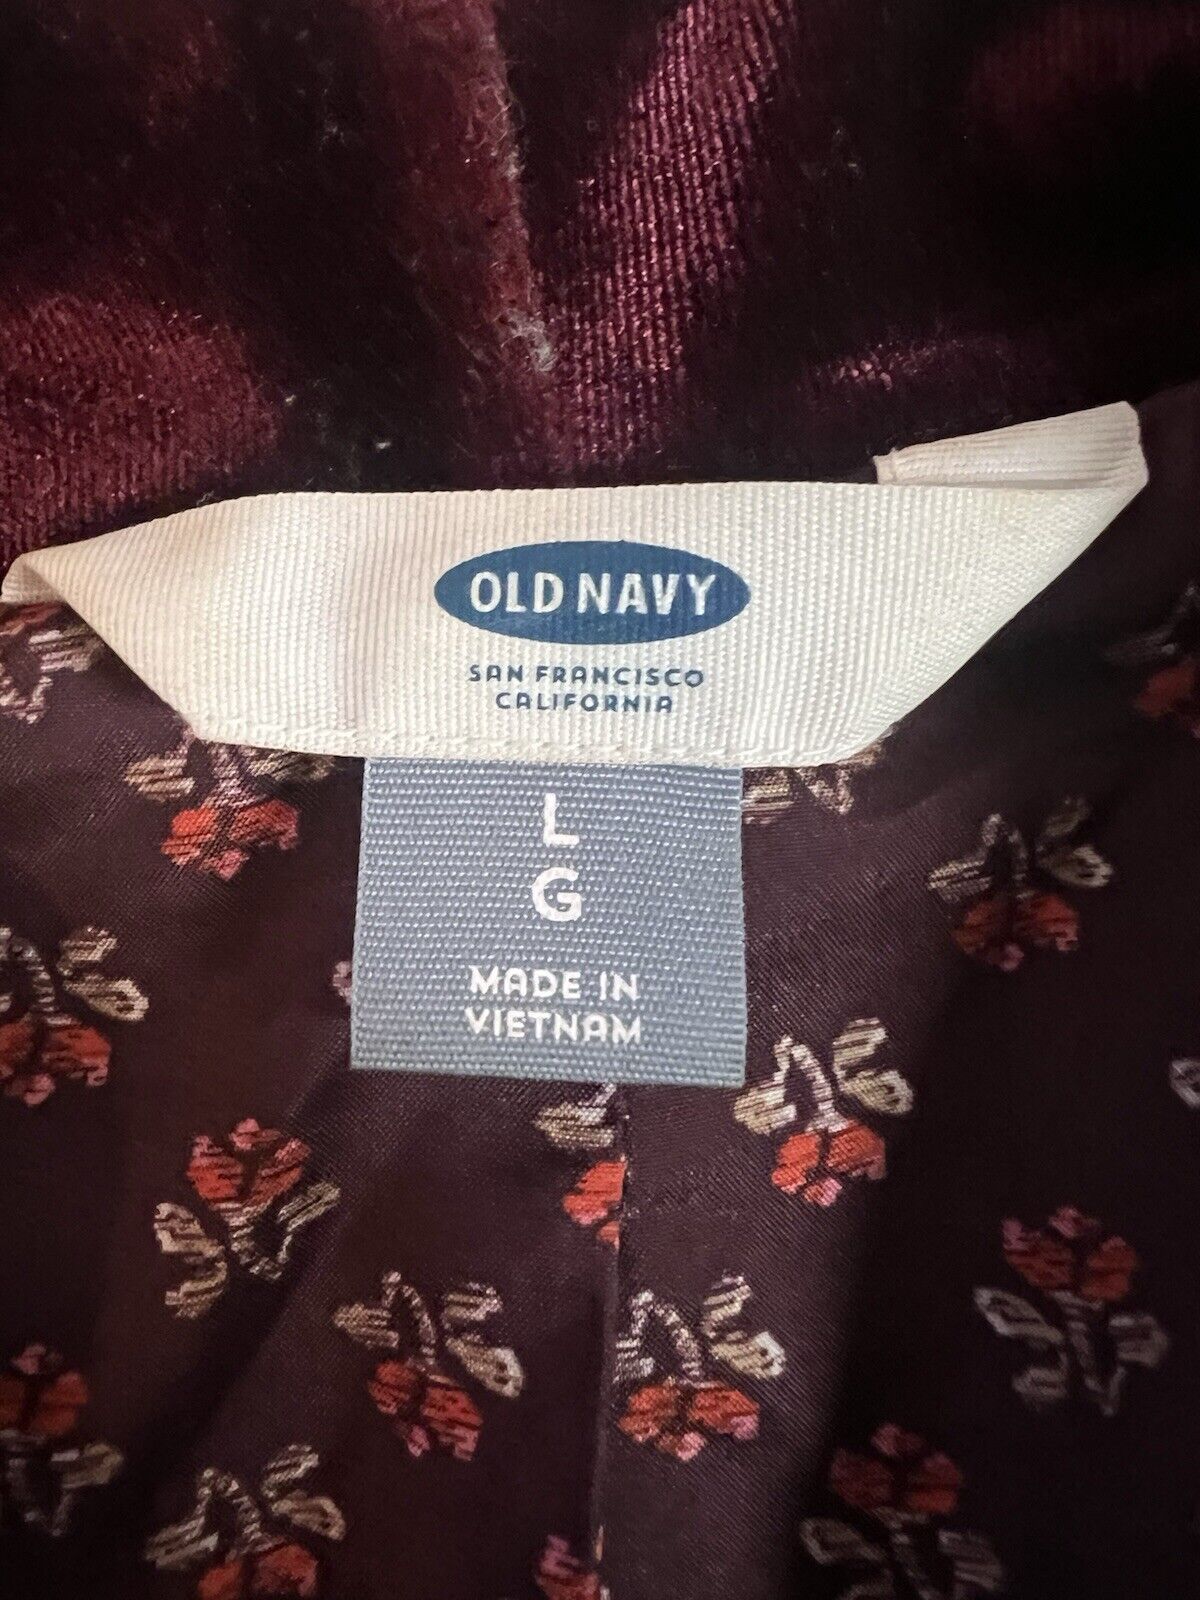 OLD NAVY
SAN FRANCISCO
CALIFORNIA
L
G
MADE IN
VIETNAM